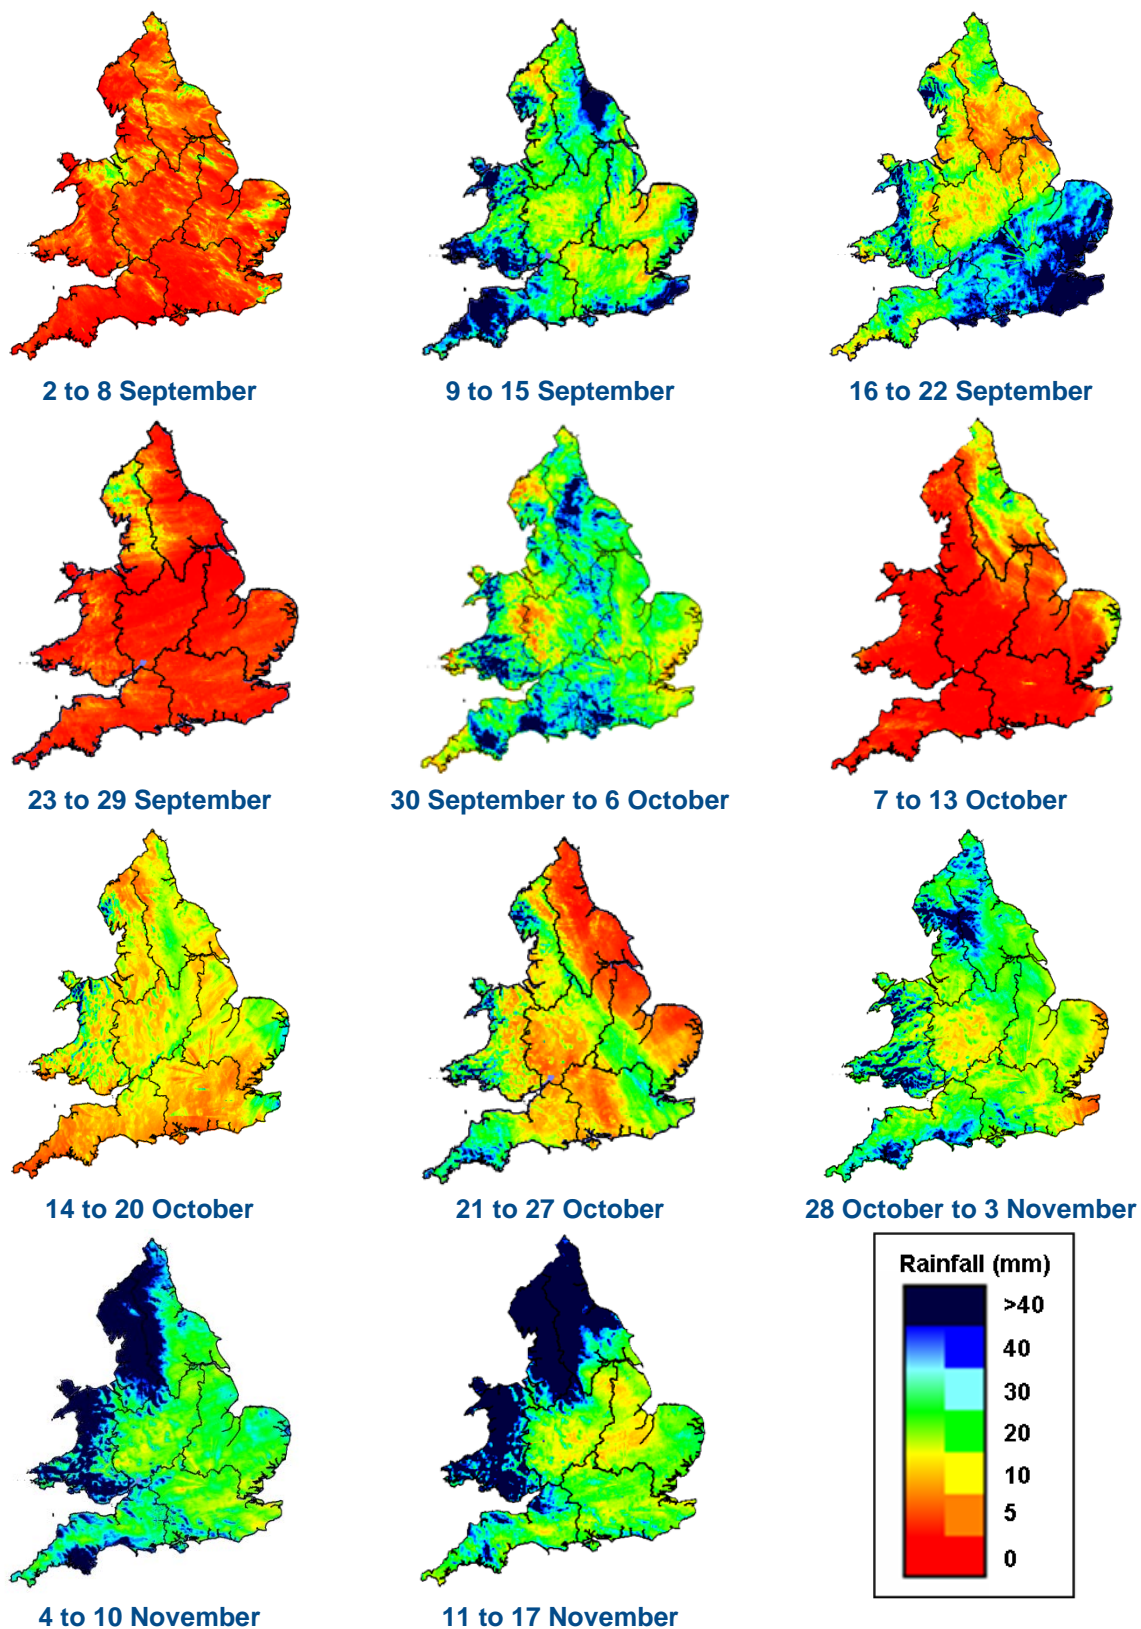 2 to 8 September
9 to 15 September
16 to 22 September
23 to 29 September
30 September to 6 October
7 to 13 October
14 to 20 October
21 to 27 October
28 October to 3 November
Rainfall (mm)
>40
40
30
20
10
5
0
4 to 10 November
11 to 17 November